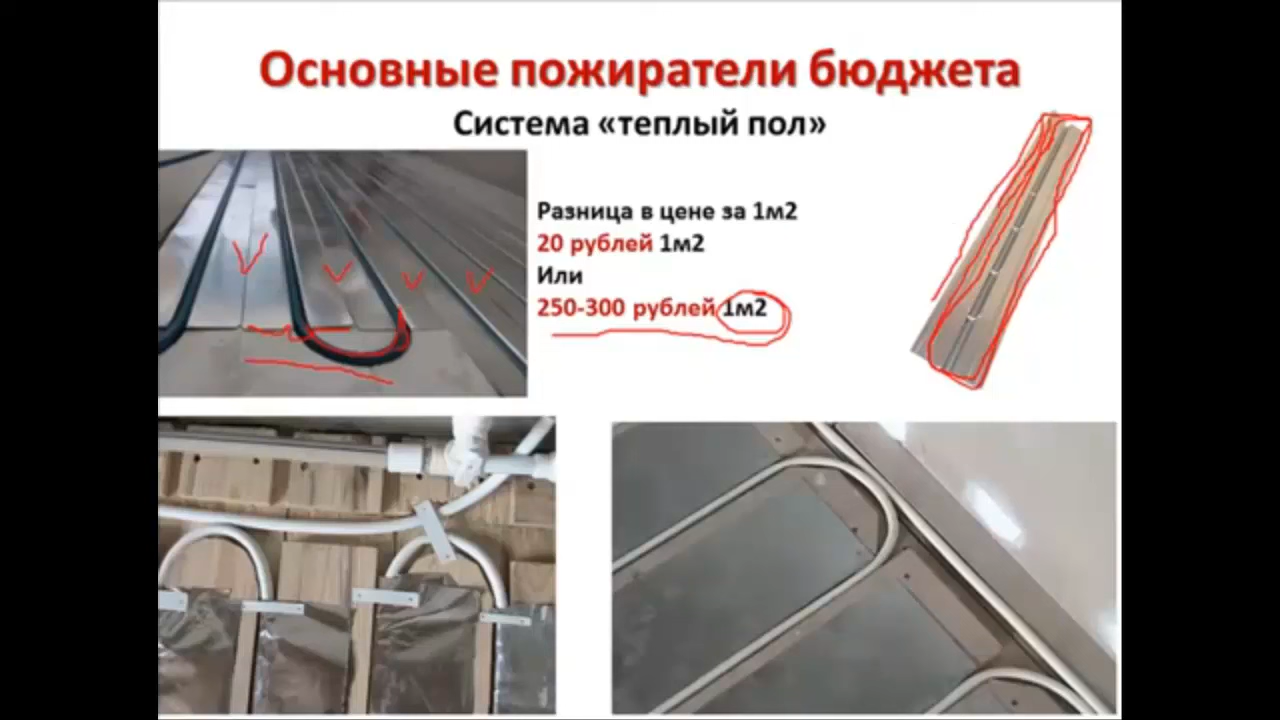 Основные пожиратели бюджета
Система «теплый пол»
Разница в цене за 1м2
20 рублей 1м2
Или
250-300 рублей 1м2